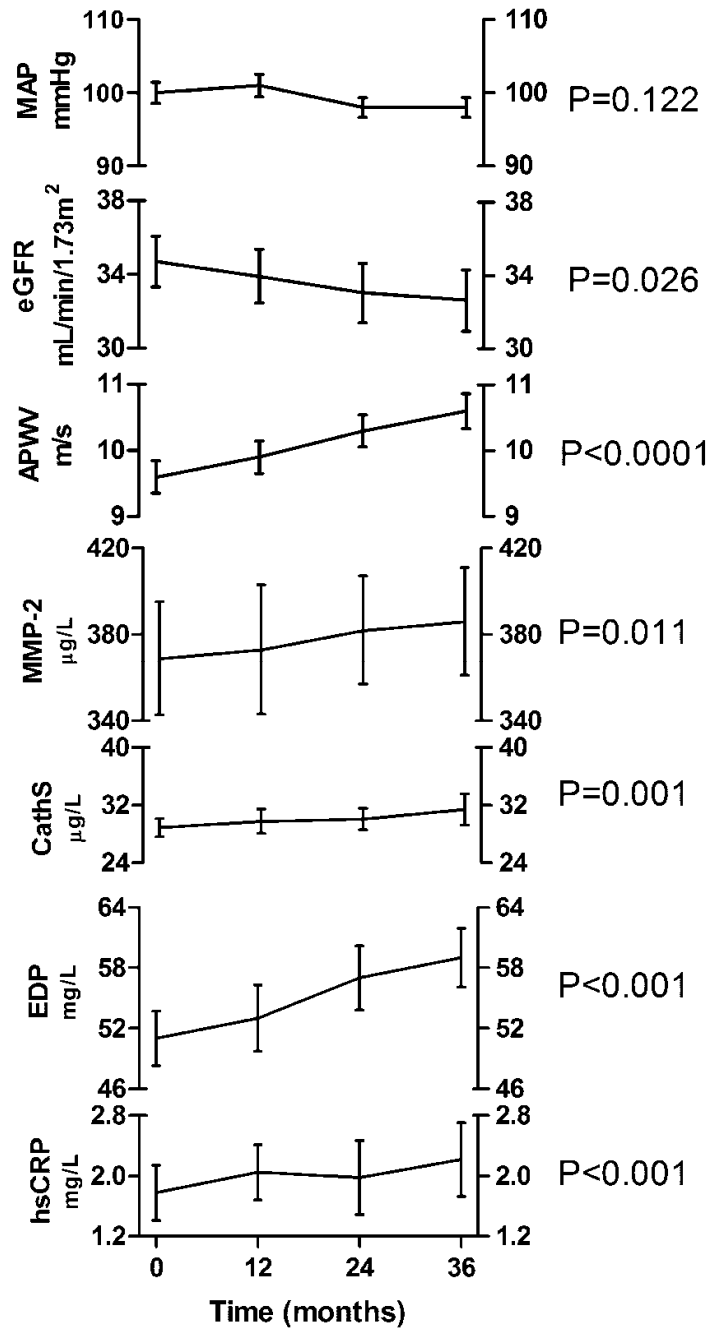 MAP
mmHg
110
100
90
110
100
90
P=0.122
eGFR
mL/min/1.73m²
38
34
30
38
34
30
P=0.026
APWV
m/s
11
10
9
11
10
9
P<0.0001
MMP-2
µg/L
420
380
340
420
380
340
P=0.011
CathS
µg/L
40
32
24
40
32
24
P=0.001
EDP
mg/L
64
58
52
46
64
58
52
46
P<0.001
hsCRP
mg/L
2.8
2.0
1.2
2.8
2.0
1.2
P<0.001
0 12 24 36
Time (months)